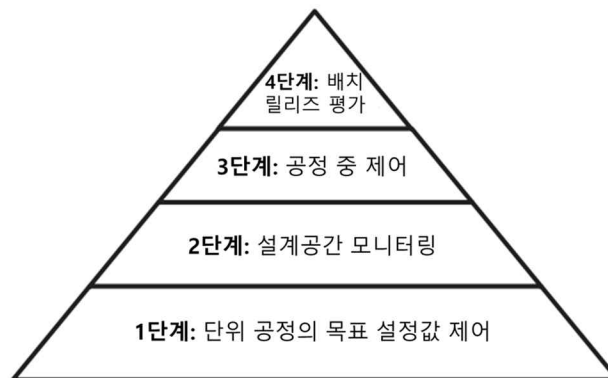 4단계: 배치
릴리즈 평가
3단계: 공정 중 제어
2단계: 설계공간 모니터링
1단계: 단위 공정의 목표 설정값 제어